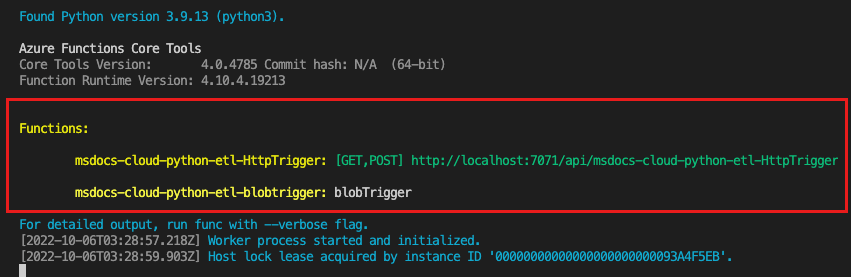 Found Python version 3.9.13 (python3).
Azure Functions Core Tools
Core Tools Version: 4.0.4785 Commit hash: N/A (64-bit)
Function Runtime Version: 4.10.4.19213
Functions:
msdocs-cloud-python-etl-HttpTrigger: [GET,POST] http://localhost:7071/api/msdocs-cloud-python-etl-HttpTrigger
msdocs-cloud-python-etl-blobtrigger: blobTrigger
For detailed output, run func with --verbose flag.
[2022-10-06T03:28:57.218Z] Worker process started and initialized.
[2022-10-06T03:28:59.903Z] Host lock lease acquired by instance ID '000000000000000000000000093A4F5EB'.